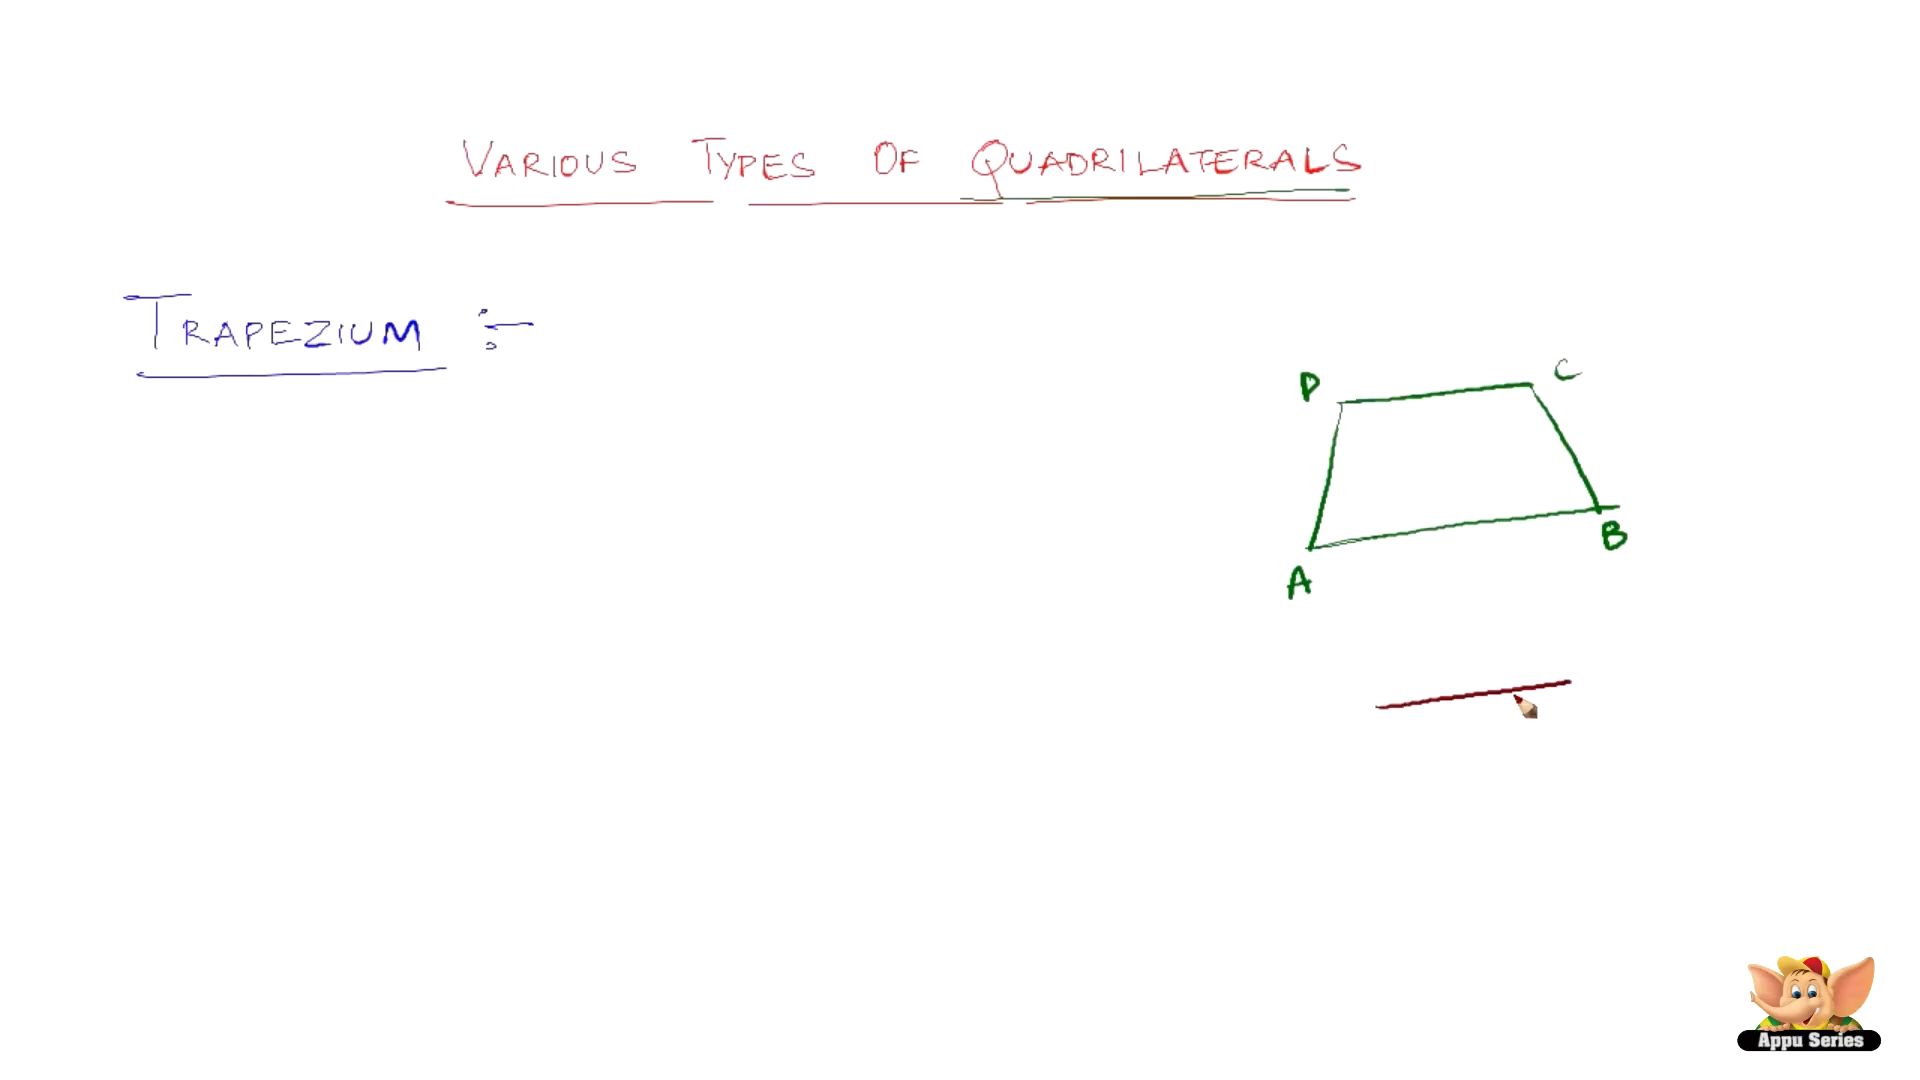 VARIOUS TYPES OF QUADRILATERALS
TRAPEZIUM :-
D C
B
A
Appu Series